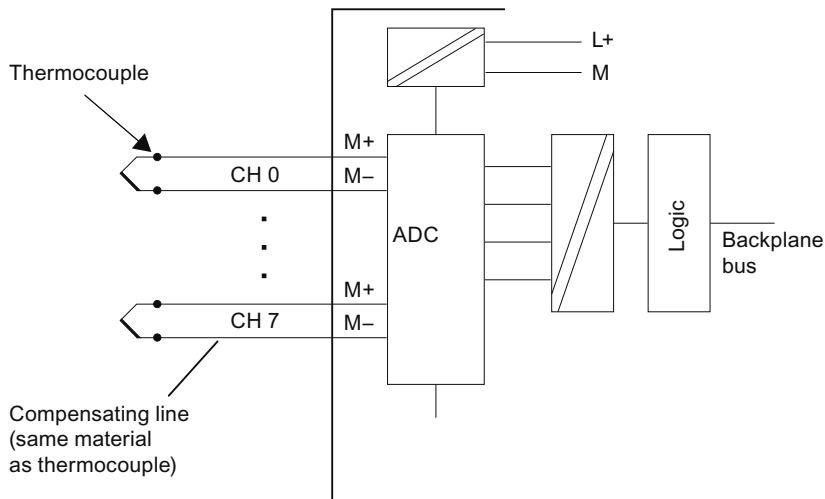 L+
M
Thermocouple
M+
CH 0
M–
ADC
Logic
Backplane
bus
M+
CH 7
M–
Compensating line
(same material
as thermocouple)